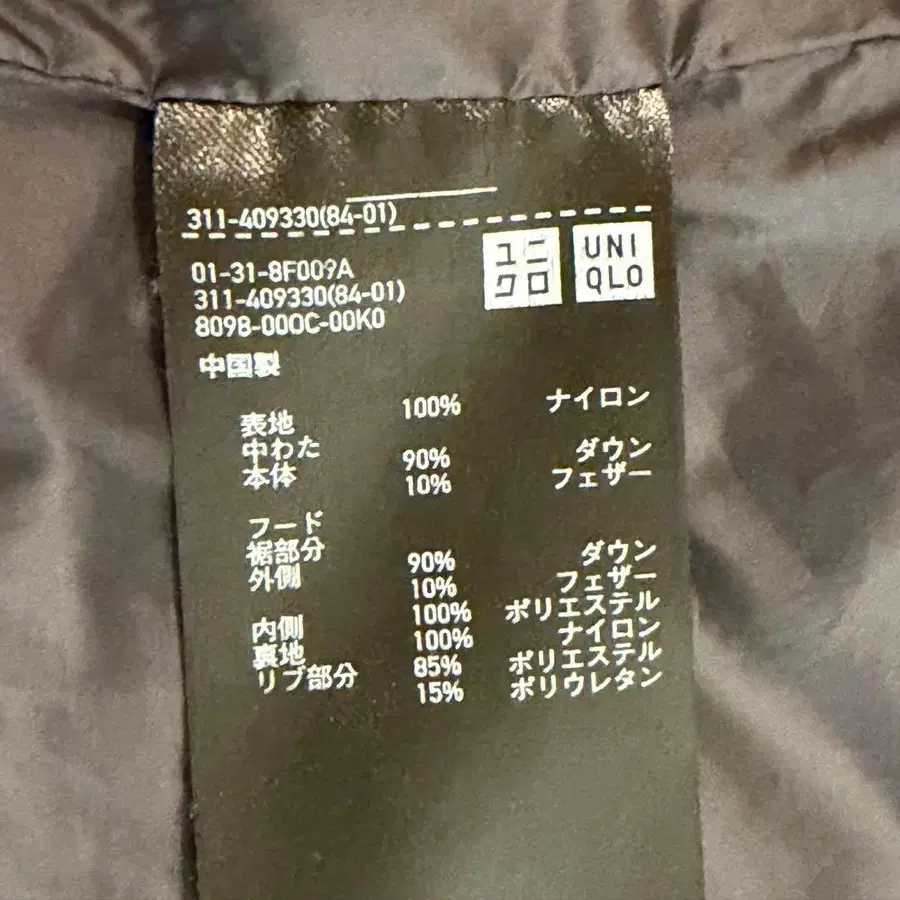 311-409330(84-01)
ユニクロ
UNIQLO
01-31-8F009A
311-409330(84-01)
8098-000C-00K0
中国製
表地 100% ナイロン
中わた
本体 90% ダウン
10% フェザー
フード
裾部分
外側 90% ダウン
10% フェザー
内側 100% ポリエステル
裏地 100% ナイロン
リブ部分 85% ポリエステル
15% ポリウレタン